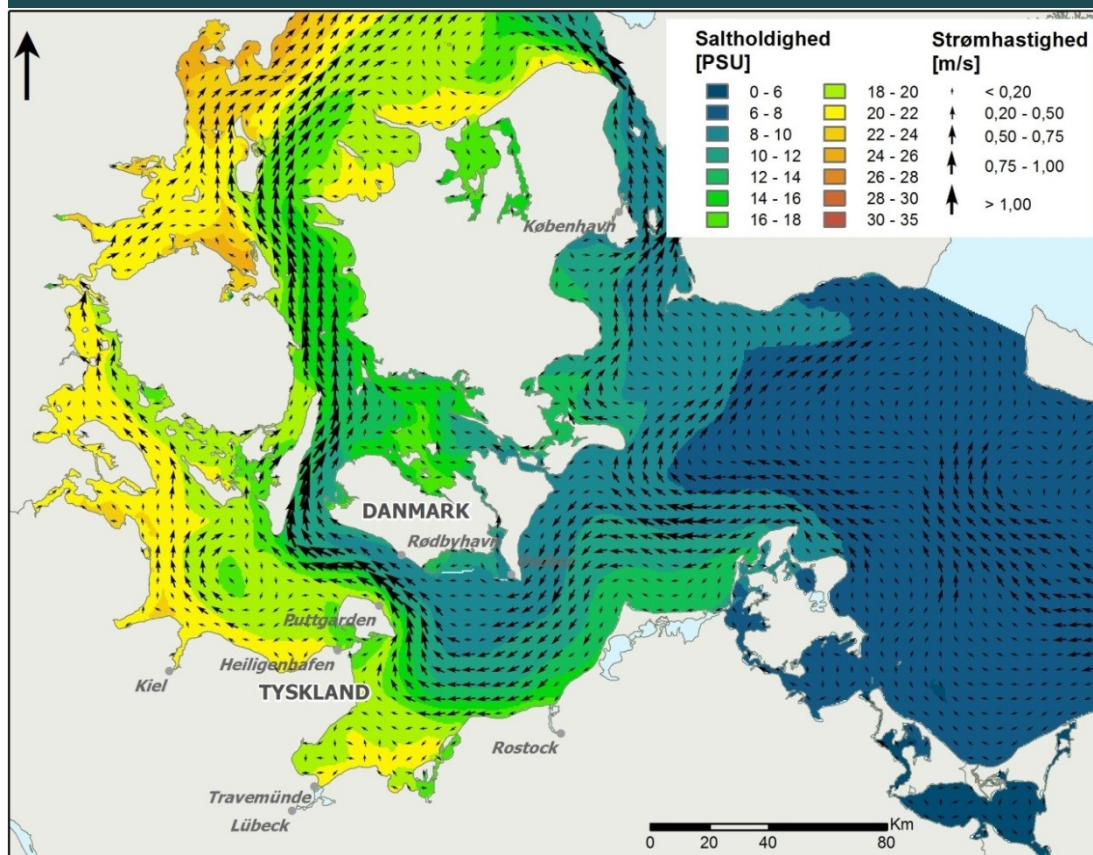 Saltholdighed
[PSU]
0 - 6
6 - 8
8 - 10
10 - 12
12 - 14
14 - 16
16 - 18
18 - 20
20 - 22
22 - 24
24 - 26
26 - 28
28 - 30
30 - 35
Strømhastighed
[m/s]
< 0,20
0,20 - 0,50
0,50 - 0,75
0,75 - 1,00
> 1,00
København
DANMARK
Rødbyhavn
Puttgarden
Heiligenhafen
Kiel
TYSKLAND
Rostock
Travemünde
Lübeck
0 20 40 80 Km